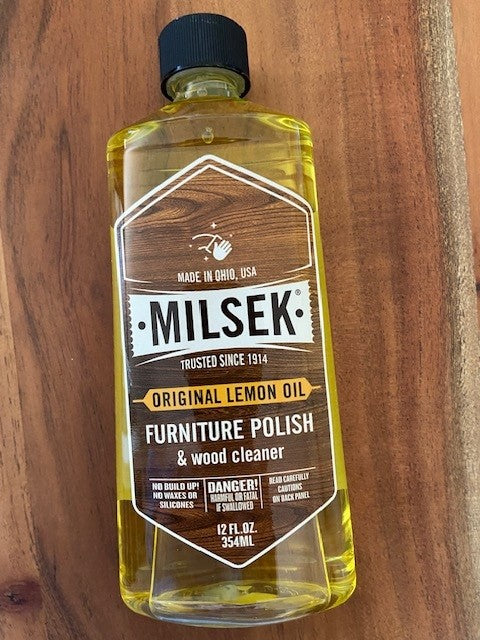 MADE IN OHIO, USA
·MILSEK®·
TRUSTED SINCE 1914
ORIGINAL LEMON OIL
FURNITURE POLISH
& wood cleaner
NO BUILD UP!
NO WAXES OR
SILICONES
DANGER!
HARMFUL OR FATAL
IF SWALLOWED
READ CAREFULLY
CAUTIONS
ON BACK PANEL
12 FL.OZ.
354ML